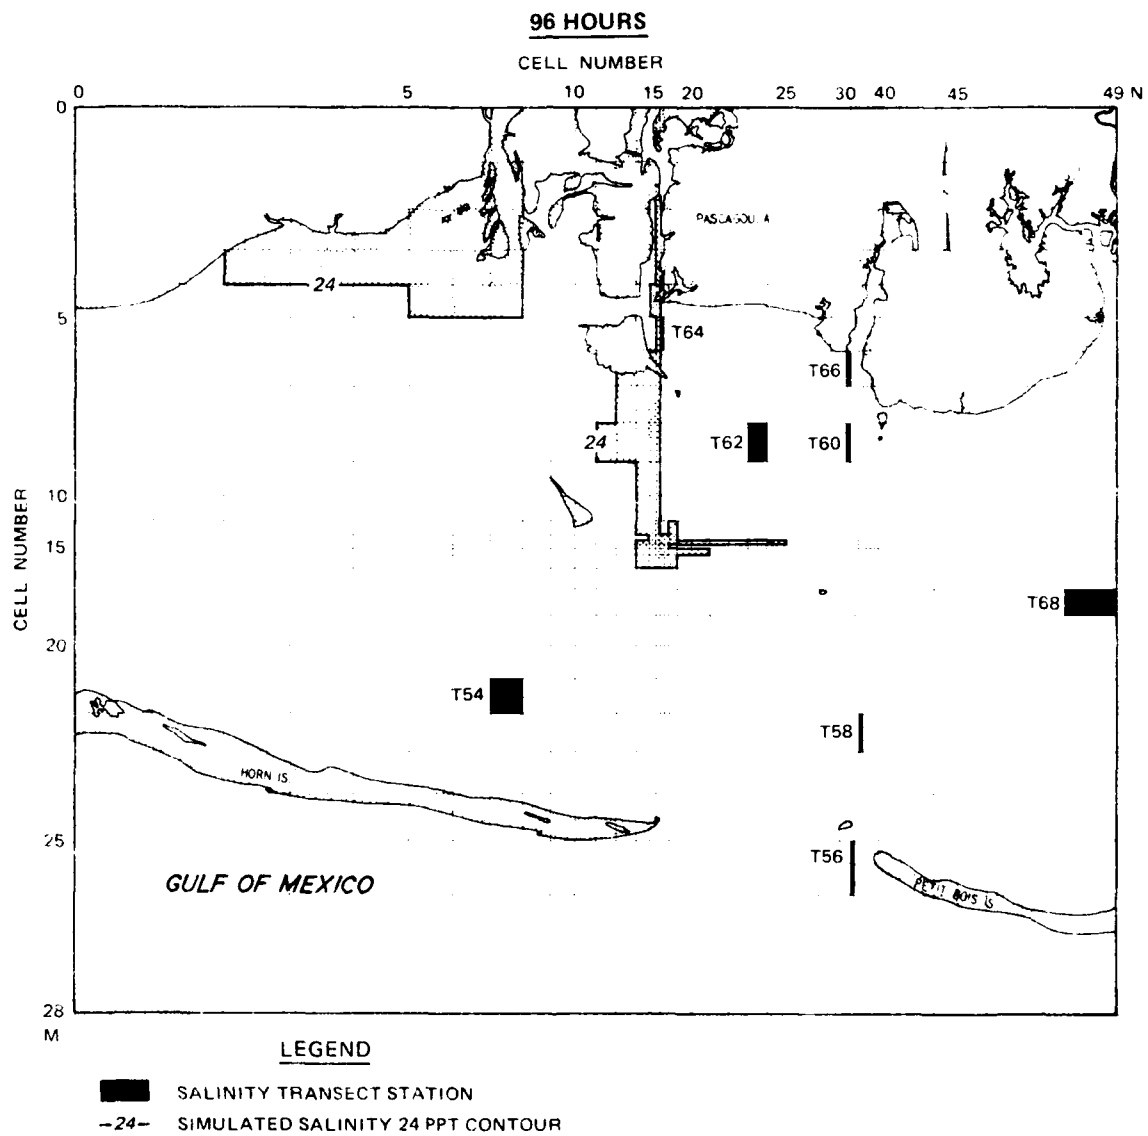 96 HOURS
CELL NUMBER
0 5 10 15 20 25 30 40 45 49 N
0
PASCAGOULA
24
5
T64
T66
24
T62
T60
10
CELL NUMBER
15
T68
20
T54
T58
HORN IS
25
T56
GULF OF MEXICO
PETIT BOIS IS
28
M
LEGEND
SALINITY TRANSECT STATION
-24- SIMULATED SALINITY 24 PPT CONTOUR